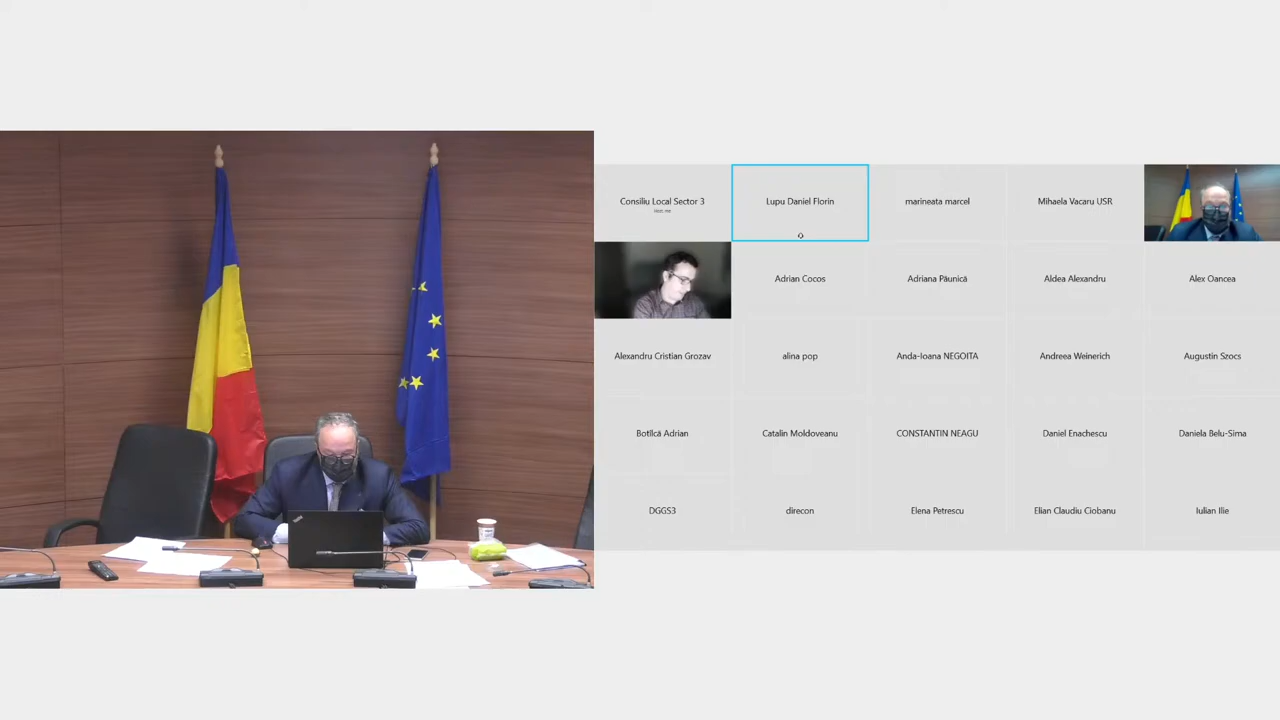 Consiliu Local Sector 3
Lupu Daniel Florin
marineata marcel
Mihaela Vacaru USR
Adrian Cocos
Adriana Păunică
Aldea Alexandru
Alex Oancea
Alexandru Cristian Grozav
alina pop
Anda-Ioana NEGOITA
Andreea Weinerich
Augustin Szocs
Botîlcă Adrian
Catalin Moldoveanu
CONSTANTIN NEAGU
Daniel Enachescu
Daniela Belu-Sima
DGGS3
direcon
Elena Petrescu
Elian Claudiu Ciobanu
Iulian Ilie